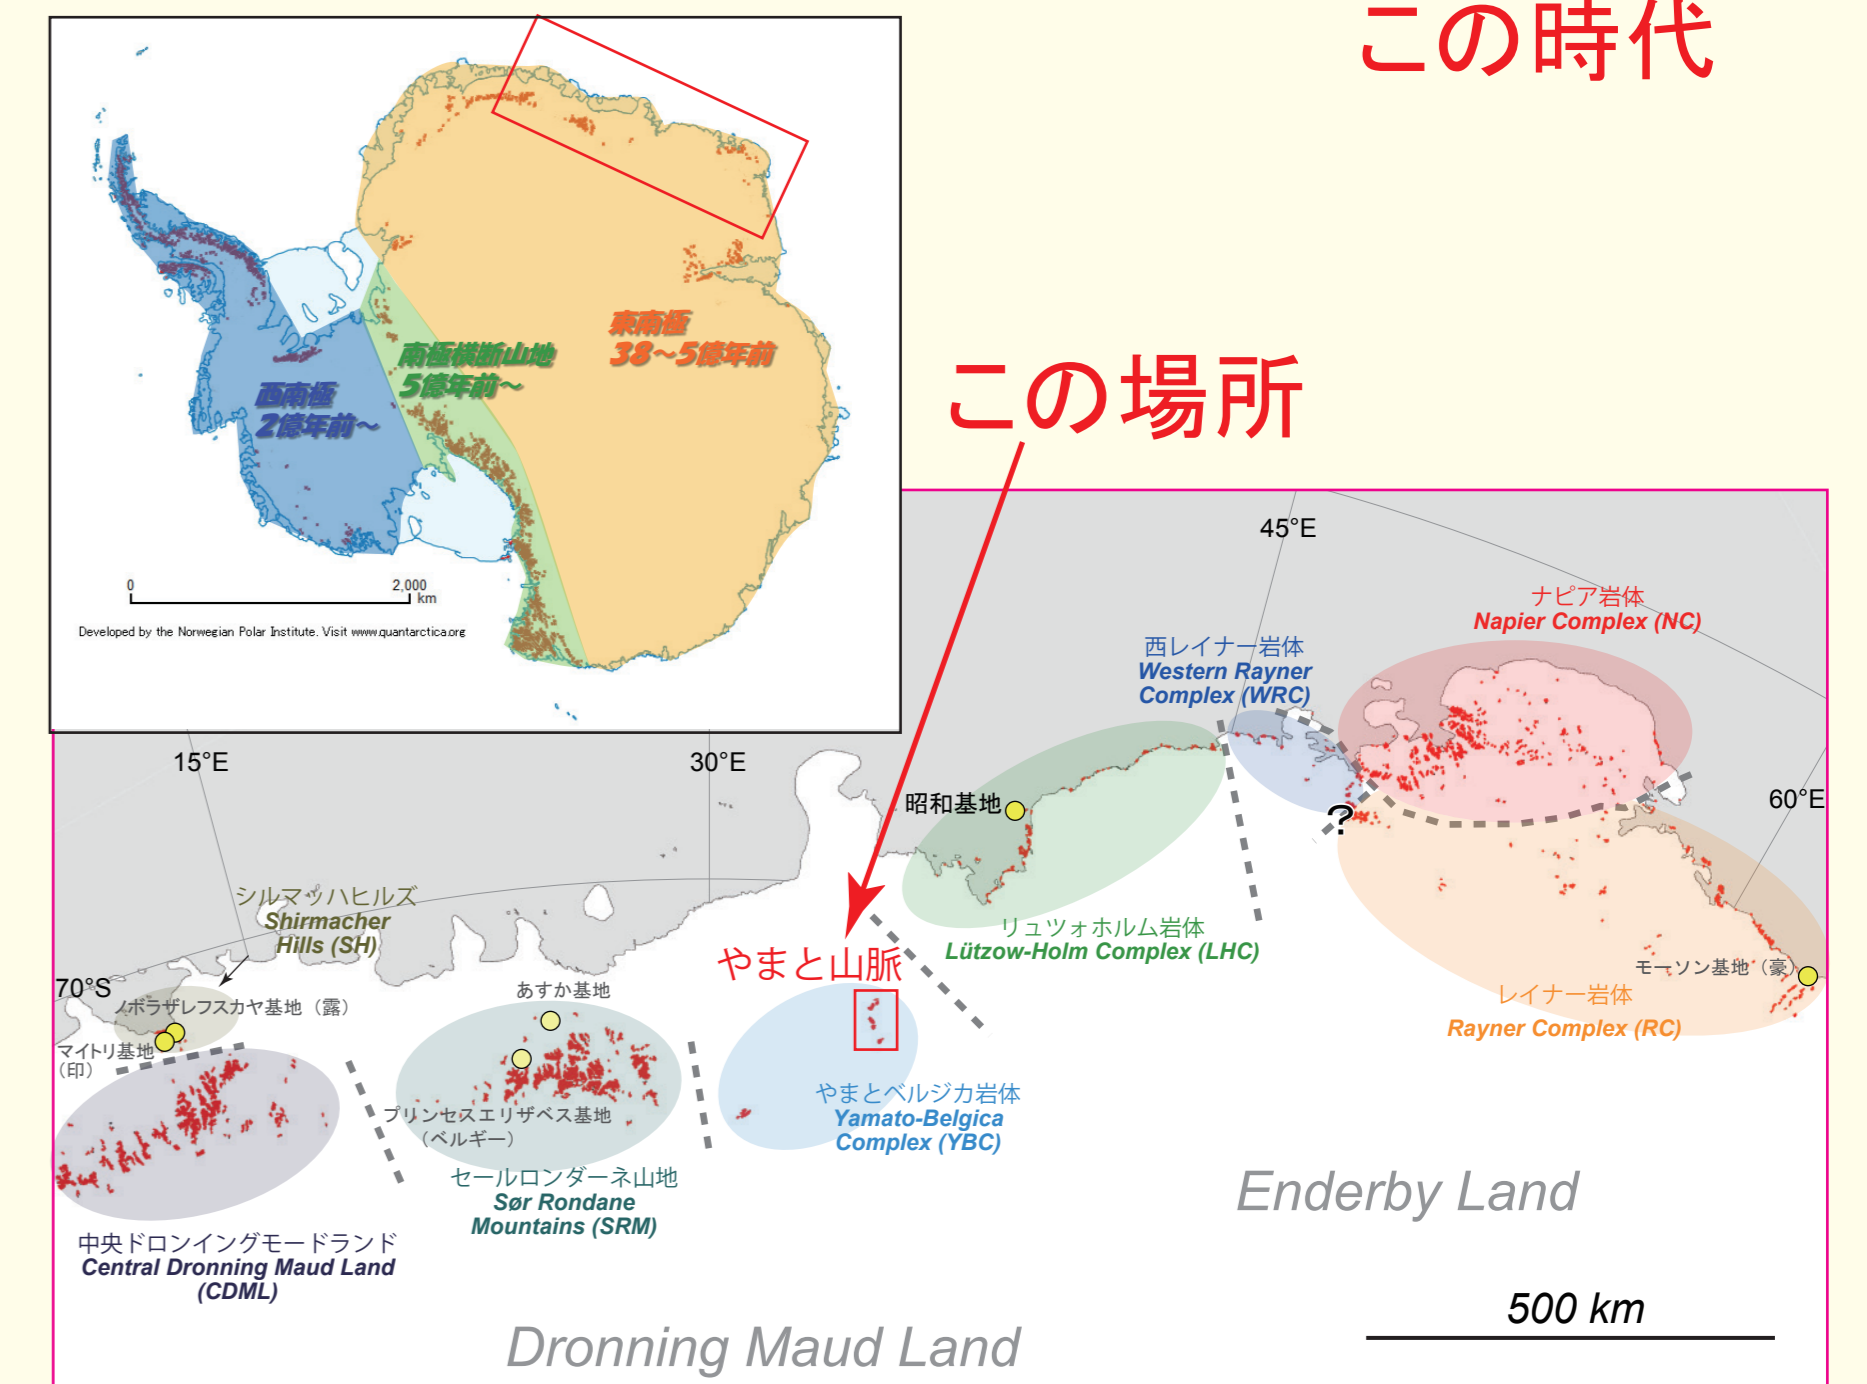 この時代
東南極
38～5億年前
南極横断山地
5億年前～
西南極
2億年前～
0
2,000
km
Developed by the Norwegian Polar Institute. Visit www.quantarctica.org
この場所
45°E
ナピア岩体
Napier Complex (NC)
西レイナー岩体
Western Rayner
Complex (WRC)
15°E
30°E
60°E
昭和基地
?
シルマッハヒルズ
Shirmacher
Hills (SH)
リュツォホルム岩体
Lützow-Holm Complex (LHC)
やまと山脈
モーソン基地（豪）
70°S
ノボラザレフスカヤ基地（露）
あすか基地
レイナー岩体
Rayner Complex (RC)
マイトリ基地
（印）
プリンセスエリザベス基地
（ベルギー）
やまとベルジカ岩体
Yamato-Belgica
Complex (YBC)
セールロンダーネ山地
Sør Rondane
Mountains (SRM)
中央ドロンイングモードランド
Central Dronning Maud Land
(CDML)
Enderby Land
500 km
Dronning Maud Land